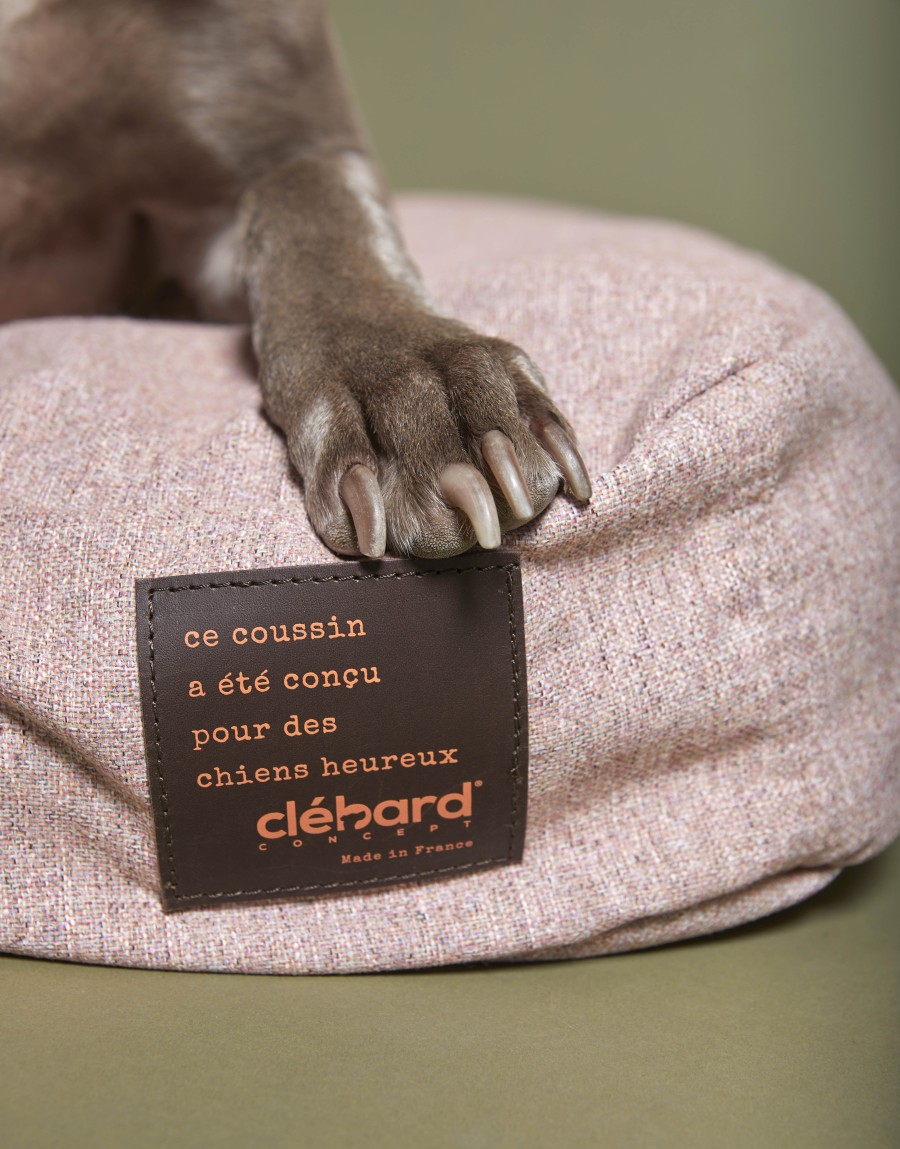 ce coussin
a été conçu
pour des
chiens heureux
clébard®
CONCEPT
Made in France